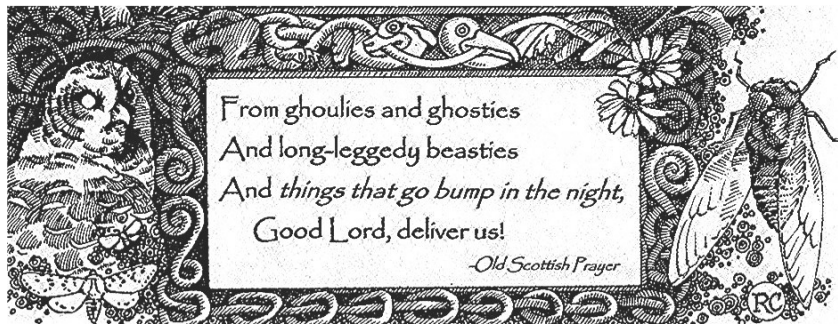 From ghoulies and ghosties
And long-leggedy beasties
And things that go bump in the night,
Good Lord, deliver us!
-Old Scottish Prayer
RC